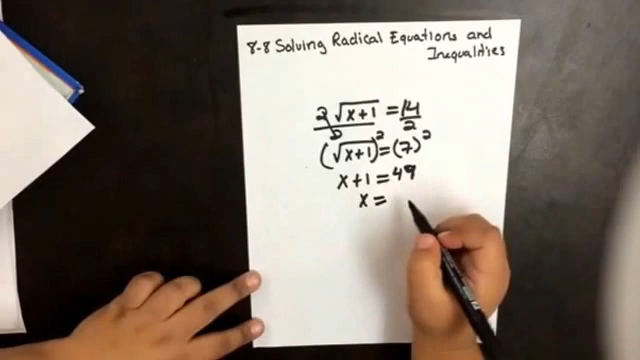 8-8 Solving Radical Equations and
Inequalities
2√x+1 = 14
2 2
(√x+1)² = (7)²
x+1 = 49
x =